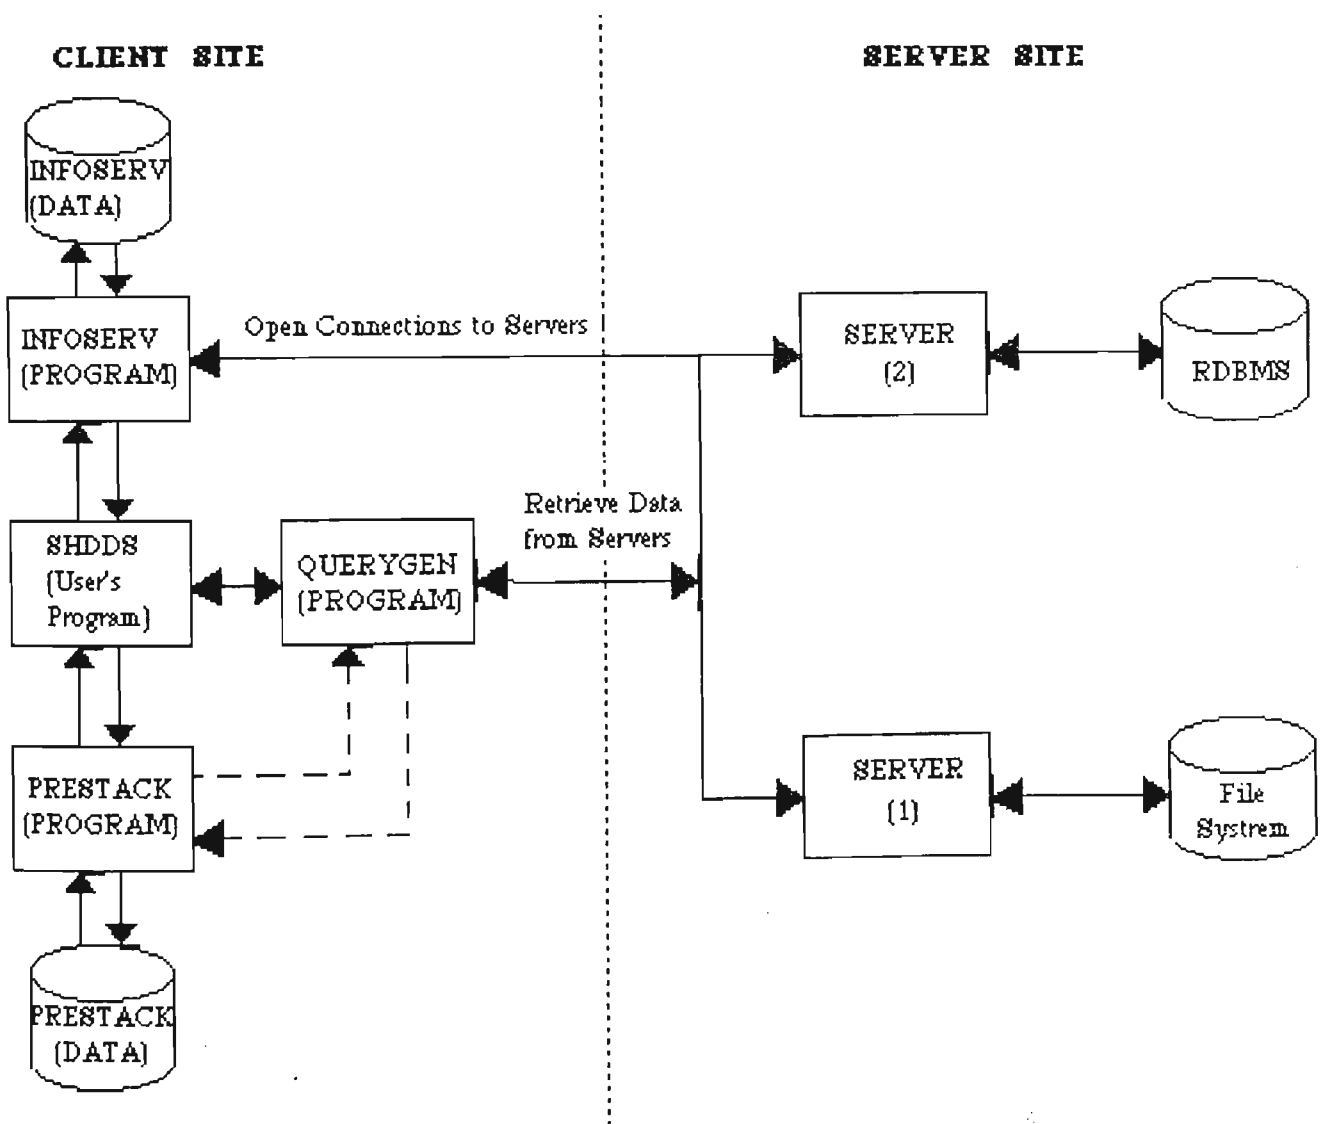 CLIENT SITE
SERVER SITE
INFOSERV
(DATA)
INFOSERV
(PROGRAM)
Open Connections to Servers
SERVER
(2)
RDBMS
SHDDS
(User's
Program)
QUERYGEN
(PROGRAM)
Retrieve Data
from Servers
PRESTACK
(PROGRAM)
SERVER
(1)
File
Systrem
PRESTACK
(DATA)